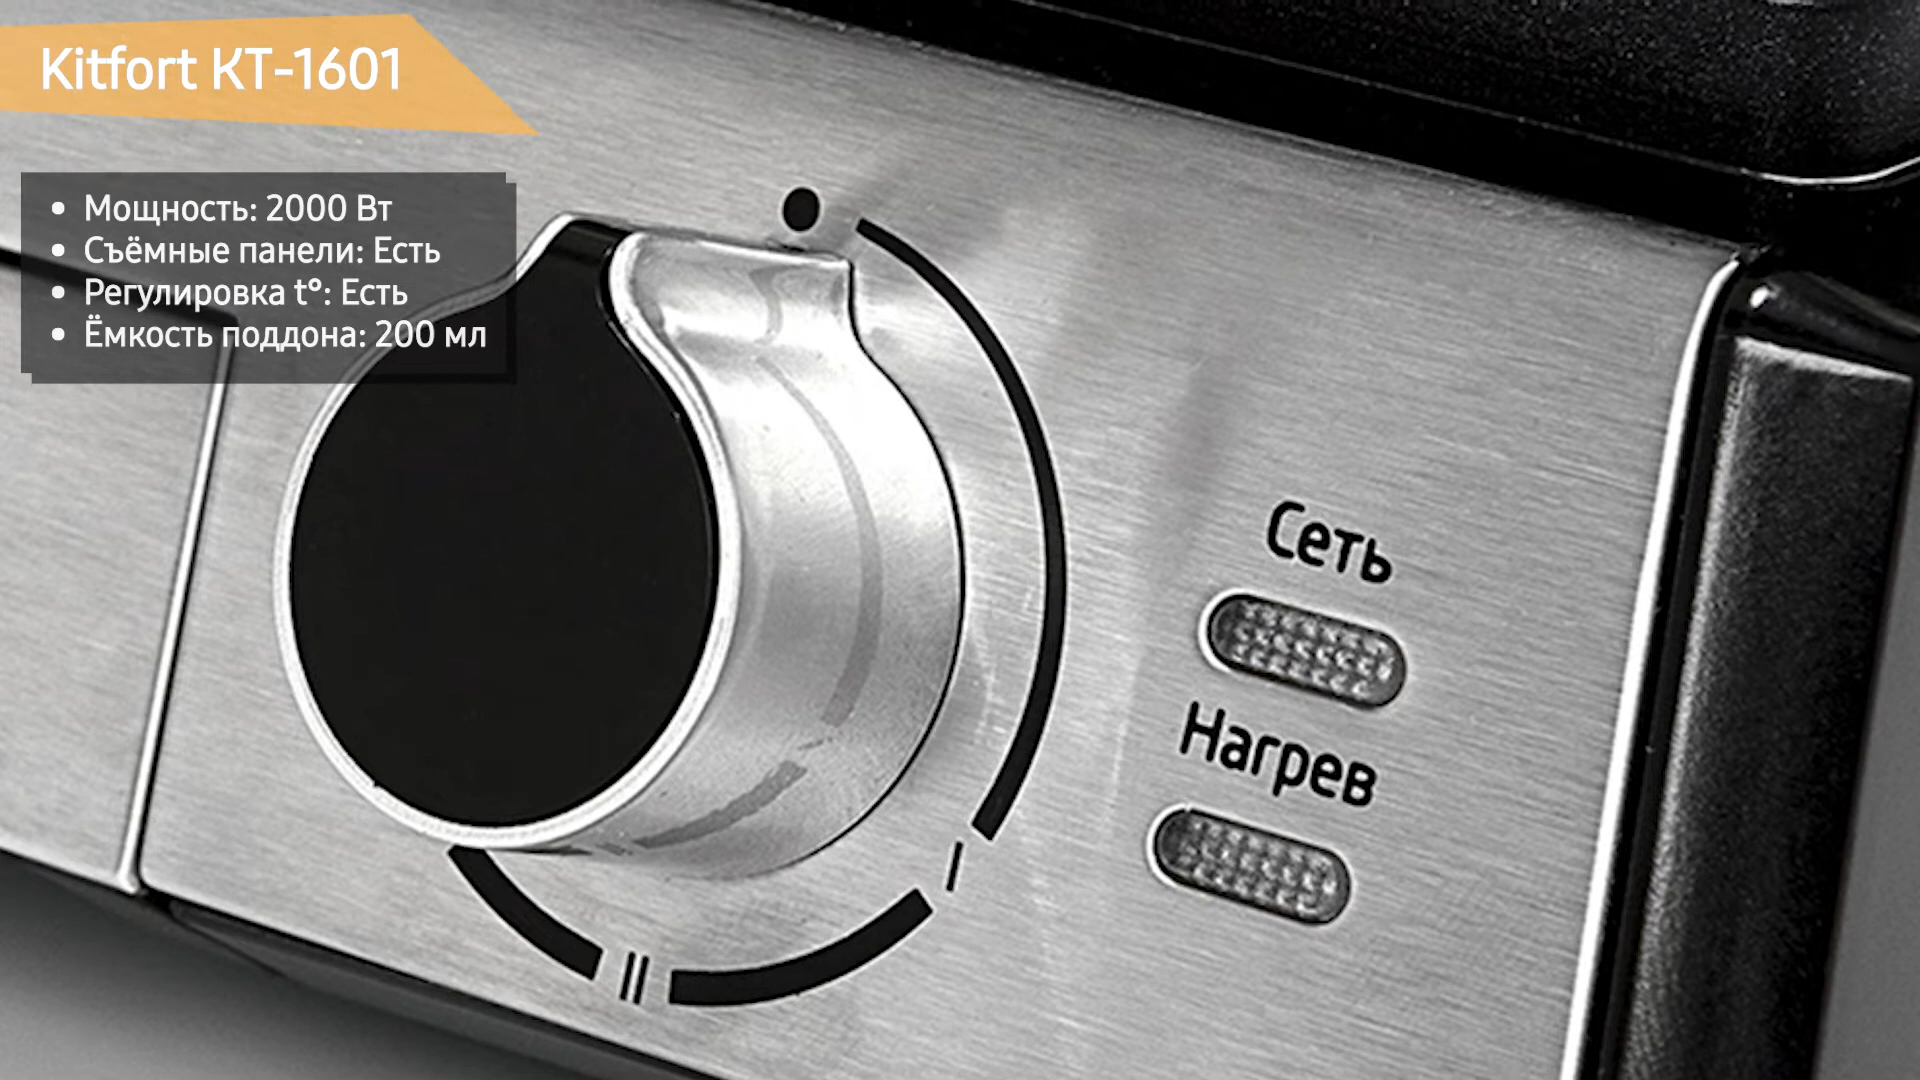 Kitfort KT-1601
• Мощность: 2000 Вт
• Съёмные панели: Есть
• Регулировка t°: Есть
• Ёмкость поддона: 200 мл
Сеть
Нагрев
I
II